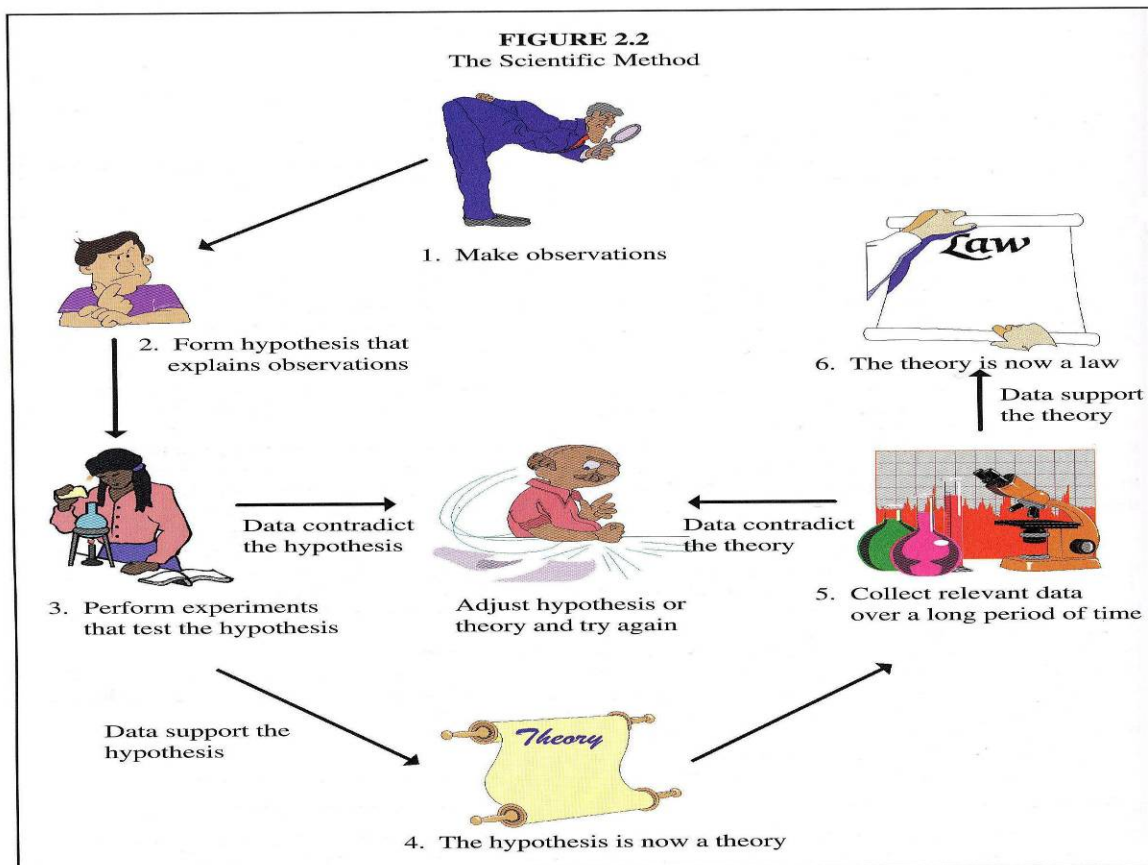 FIGURE 2.2
The Scientific Method
1. Make observations
2. Form hypothesis that
explains observations
Law
6. The theory is now a law
Data support
the theory
Data contradict
the hypothesis
Data contradict
the theory
3. Perform experiments
that test the hypothesis
Adjust hypothesis or
theory and try again
5. Collect relevant data
over a long period of time
Data support the
hypothesis
Theory
4. The hypothesis is now a theory